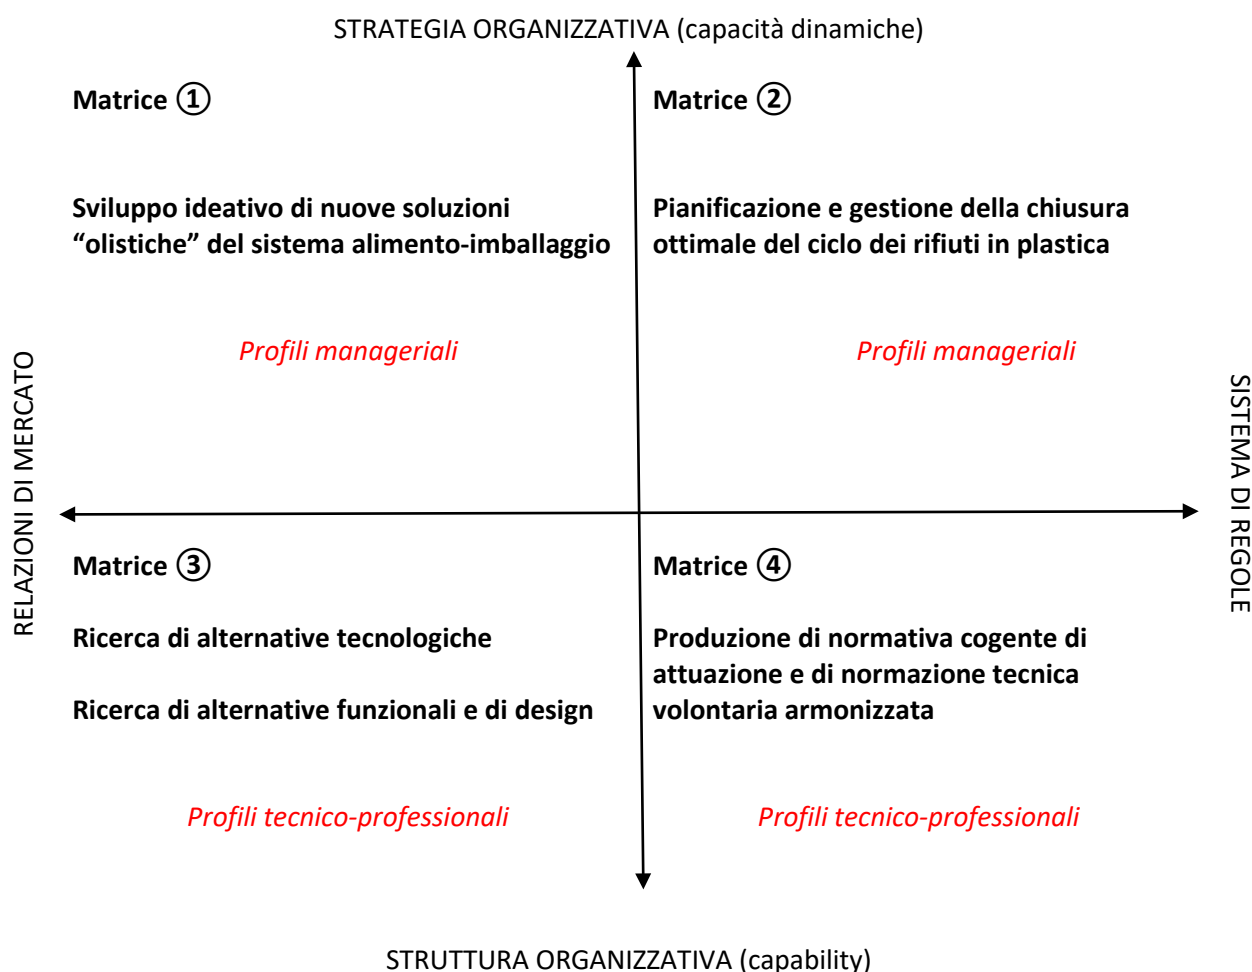 STRATEGIA ORGANIZZATIVA (capacità dinamiche)
Matrice ①
Matrice ②
Sviluppo ideativo di nuove soluzioni
“olistiche” del sistema alimento-imballaggio
Pianificazione e gestione della chiusura
ottimale del ciclo dei rifiuti in plastica
Profili manageriali
Profili manageriali
RELAZIONI DI MERCATO
SISTEMA DI REGOLE
Matrice ③
Matrice ④
Ricerca di alternative tecnologiche
Ricerca di alternative funzionali e di design
Produzione di normativa cogente di
attuazione e di normazione tecnica
volontaria armonizzata
Profili tecnico-professionali
Profili tecnico-professionali
STRUTTURA ORGANIZZATIVA (capability)